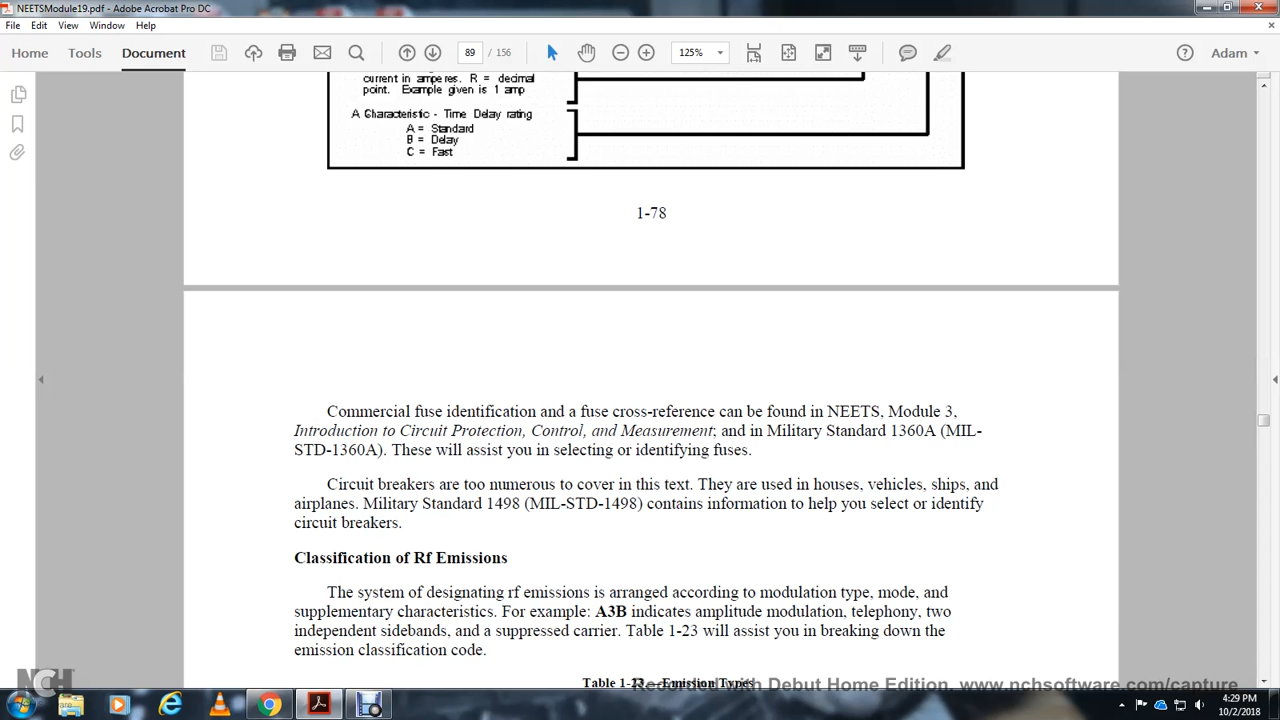 NEETSModule19.pdf - Adobe Acrobat Pro DC
File Edit View Window Help
Home Tools Document 89 / 156 125% Adam
current in amperes. R = decimal
point. Example given is 1 amp
A Characteristic - Time Delay rating
A = Standard
B = Delay
C = Fast
1-78
Commercial fuse identification and a fuse cross-reference can be found in NEETS, Module 3,
Introduction to Circuit Protection, Control, and Measurement; and in Military Standard 1360A (MIL-
STD-1360A). These will assist you in selecting or identifying fuses.
Circuit breakers are too numerous to cover in this text. They are used in houses, vehicles, ships, and
airplanes. Military Standard 1498 (MIL-STD-1498) contains information to help you select or identify
circuit breakers.
Classification of Rf Emissions
The system of designating rf emissions is arranged according to modulation type, mode, and
supplementary characteristics. For example: A3B indicates amplitude modulation, telephony, two
independent sidebands, and a suppressed carrier. Table 1-23 will assist you in breaking down the
emission classification code.
Table 1-23.—Emission Types
NCH
Recorded with Debut Home Edition. www.nchsoftware.com/capture
4:29 PM
10/2/2018